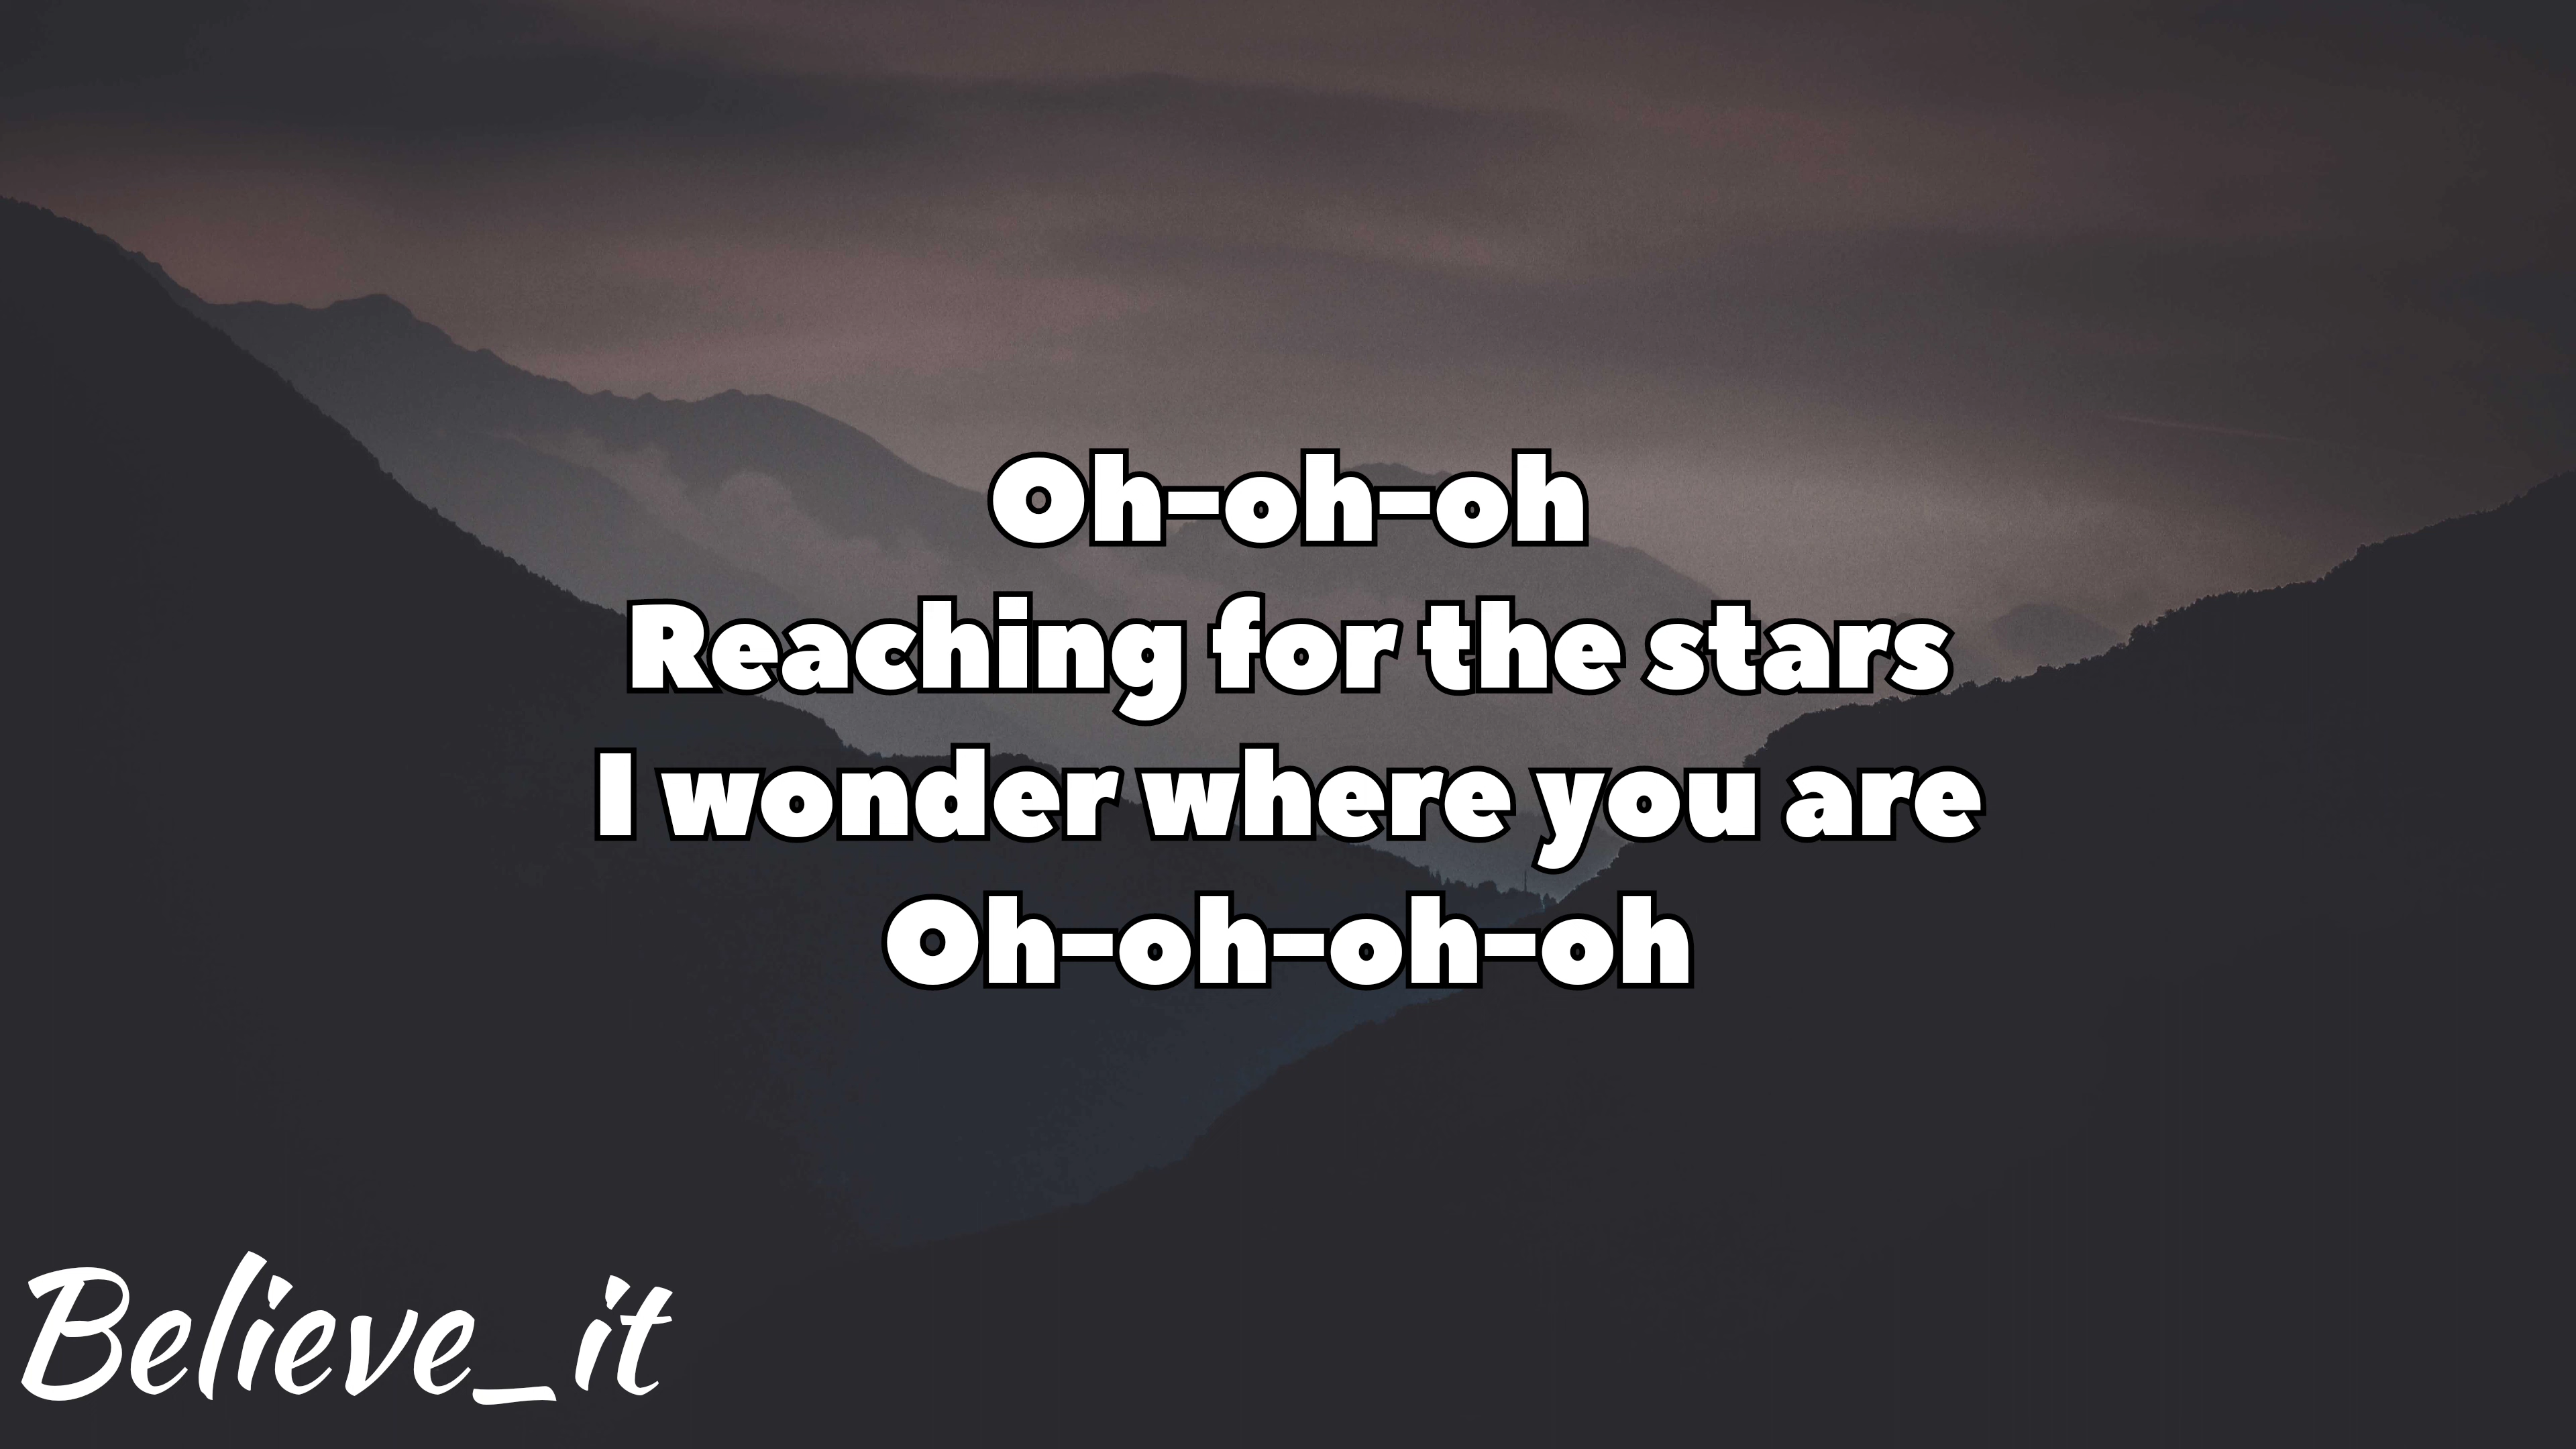 Oh-oh-oh
Reaching for the stars
I wonder where you are
Oh-oh-oh-oh
Believe_it